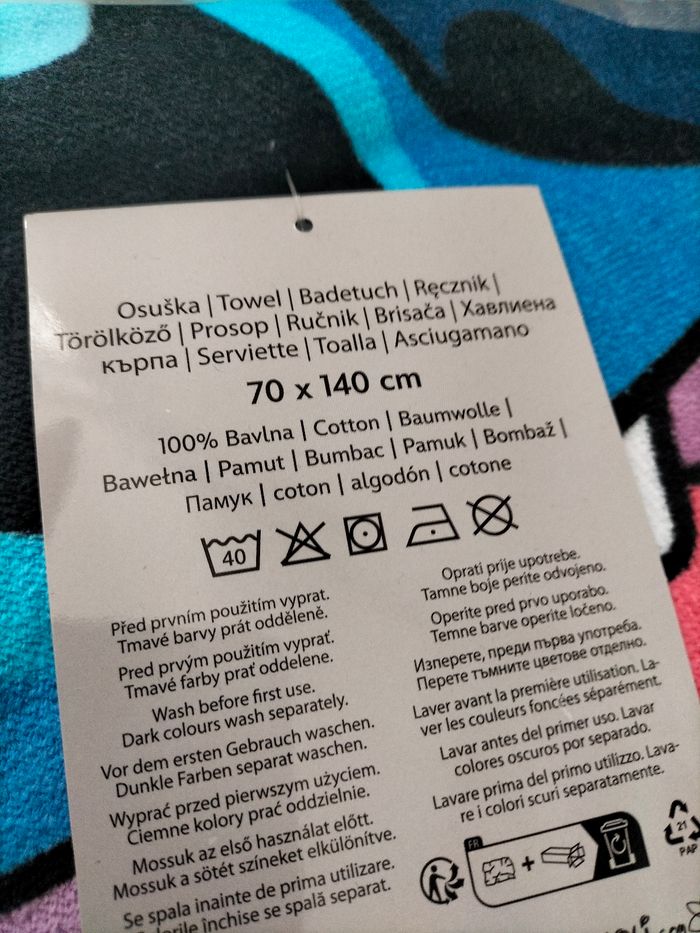 Osuška | Towel | Badetuch | Ręcznik |
Törölköző | Prosop | Ručnik | Brisača | Хавлиена
кърпа | Serviette | Toalla | Asciugamano
70 x 140 cm
100% Bavlna | Cotton | Baumwolle |
Bawełna | Pamut | Bumbac | Pamuk | Bombaž |
Памук | coton | algodón | cotone
40
Před prvním použitím vyprat.
Tmavé barvy prát odděleně.
Pred prvým použitím vyprať.
Tmavé farby prať oddelene.
Wash before first use.
Dark colours wash separately.
Vor dem ersten Gebrauch waschen.
Dunkle Farben separat waschen.
Wyprać przed pierwszym użyciem.
Ciemne kolory prać oddzielnie.
Mossuk az első használat előtt.
Mossuk a sötét színeket elkülönítve.
Se spala inainte de prima utilizare.
închise se spală separat.
Oprati prije upotrebe.
Tamne boje perite odvojeno.
Operite pred prvo uporabo.
Temne barve operite ločeno.
Изперете, преди първа употреба.
Перете тъмните цветове отделно.
Laver avant la première utilisation. La-
ver les couleurs foncées séparément.
Lavar antes del primer uso. Lavar
colores oscuros por separado.
Lavare prima del primo utilizzo. Lava-
re i colori scuri separatamente.
FR
+
21
PAP